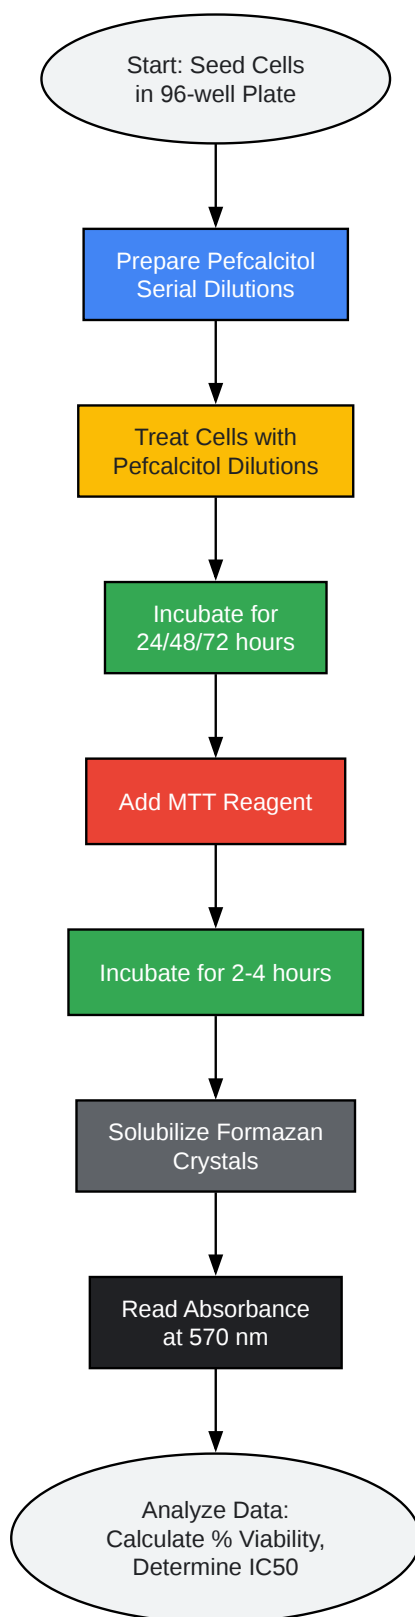 Start: Seed Cells
in 96-well Plate
Prepare Pefcalcitol
Serial Dilutions
Treat Cells with
Pefcalcitol Dilutions
Incubate for
24/48/72 hours
Add MTT Reagent
Incubate for 2-4 hours
Solubilize Formazan
Crystals
Read Absorbance
at 570 nm
Analyze Data:
Calculate % Viability,
Determine IC50